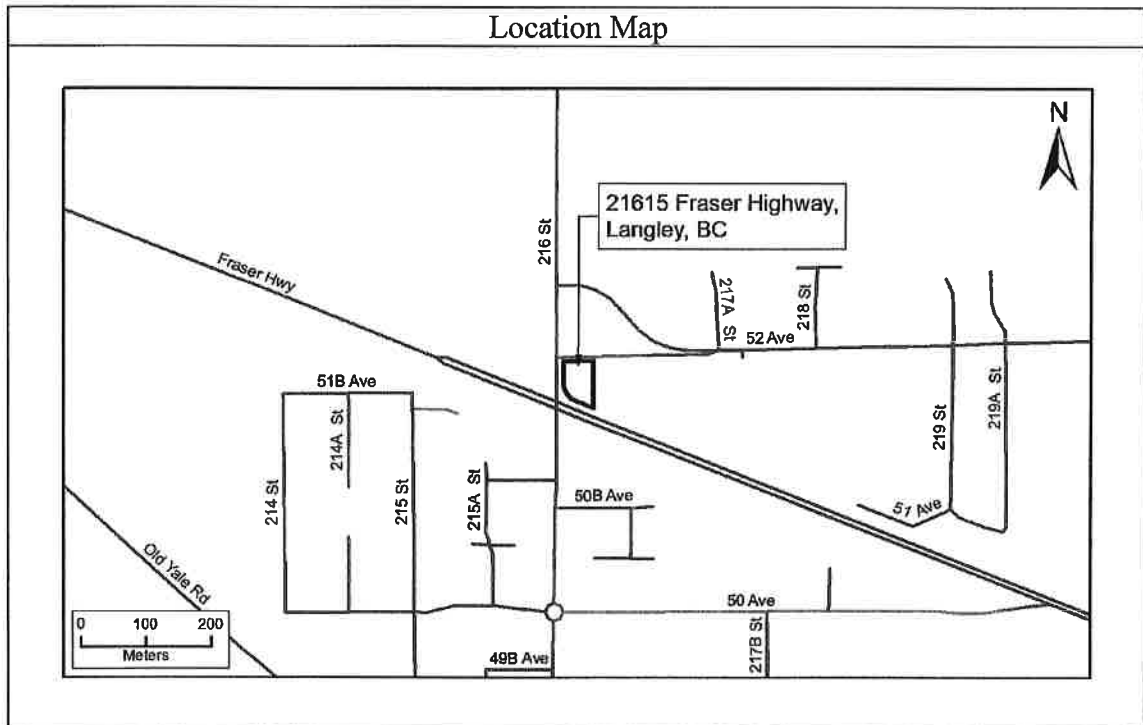 Location Map
N
21615 Fraser Highway,
Langley, BC
216 St
Fraser Hwy
217A St
218 St
52 Ave
51B Ave
214A St
219 St
219A St
214 St
215 St
215A St
50B Ave
51 Ave
Old Yale Rd
50 Ave
0 100 200
Meters
49B Ave
217B St